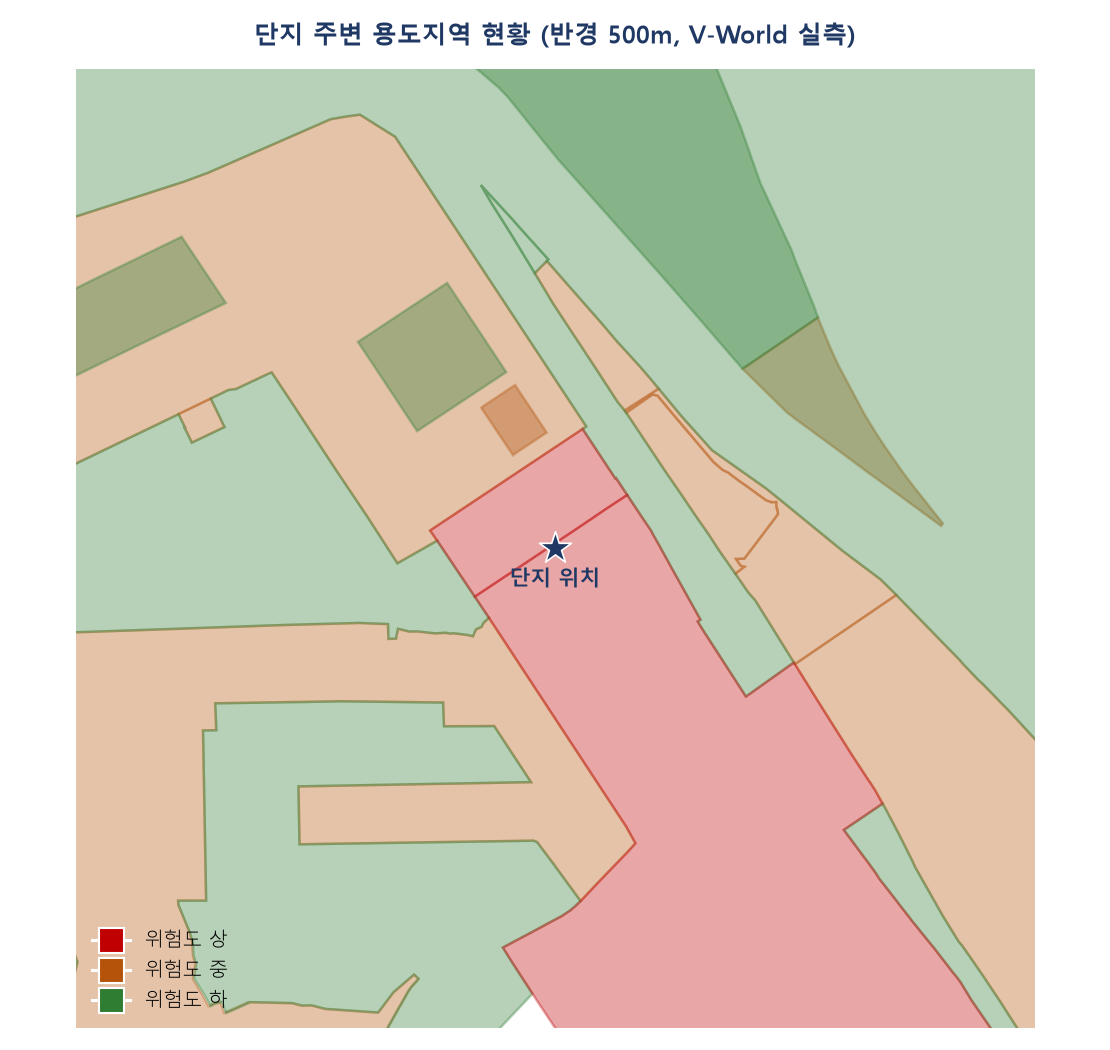 단지 주변 용도지역 현황 (반경 500m, V-World 실측)
단지 위치
위험도 상
위험도 중
위험도 하